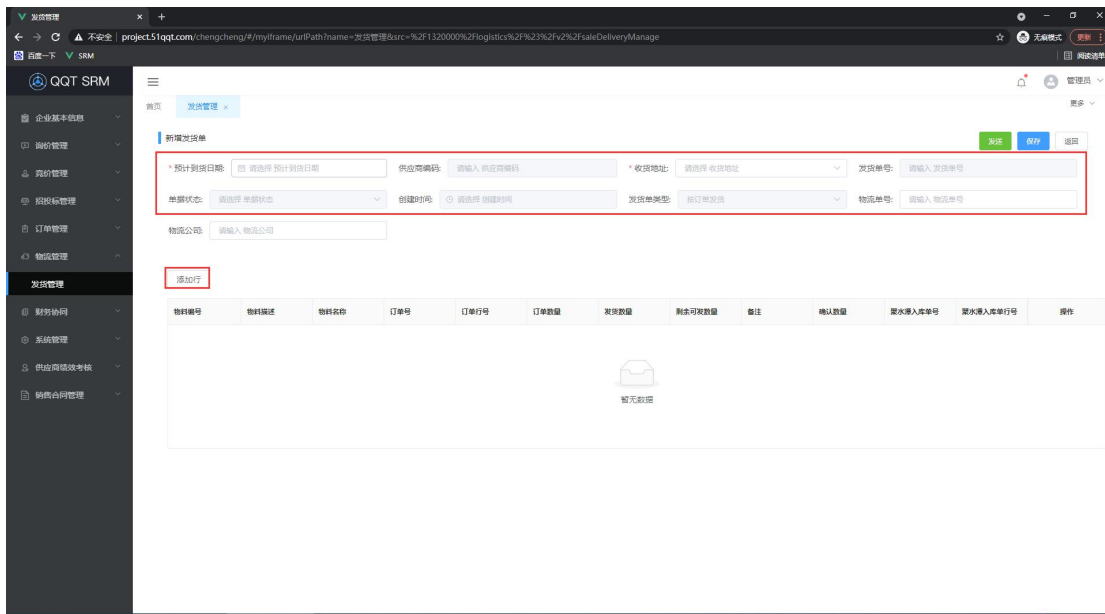 发货管理
不安全 project.51qqt.com/chengcheng/#/myiframe/urlPath?name=发货管理&src=%2F1320000%2Flogistics%2F%23%2Fv2%2FsaleDeliveryManage 无痕模式 更新
百度一下 SRM 阅读清单
QQT SRM 管理员
首页 发货管理 × 更多
企业基本信息
询价管理
竞价管理
招投标管理
订单管理
物流管理
发货管理
财务协同
系统管理
供应商绩效考核
销售合同管理
新增发货单 发送 保存 返回
* 预计到货日期: 请选择 预计到货日期 供应商编码: 请输入 供应商编码 * 收货地址: 请选择 收货地址 发货单号: 请输入 发货单号
单据状态: 请选择 单据状态 创建时间: 请选择 创建时间 发货单类型: 按订单发货 物流单号: 请输入 物流单号
物流公司: 请输入 物流公司
添加行
物料编号 物料描述 物料名称 订单号 订单行号 订单数量 发货数量 剩余可发数量 备注 确认数量 聚水潭入库单号 聚水潭入库单行号 操作
暂无数据